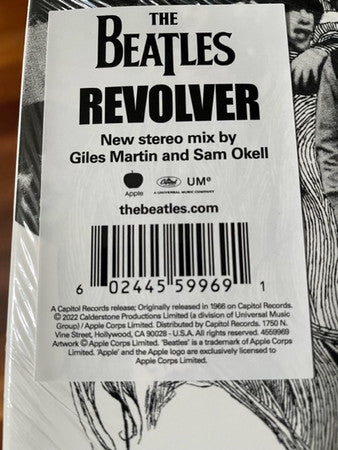 THE
BEATLES
REVOLVER
New stereo mix by
Giles Martin and Sam Okell
Apple Capitol UMe
A UNIVERSAL MUSIC COMPANY
thebeatles.com
6 02445 59969 1
A Capitol Records release; Originally released in 1966 on Capitol Records.
© 2022 Calderstone Productions Limited (a division of Universal Music
Group) / Apple Corps Limited. Distributed by Capitol Records. 1750 N.
Vine Street, Hollywood, CA 90028 - U.S.A. All rights reserved. 4559969
Artwork © Apple Corps Limited. 'Beatles' is a trademark of Apple Corps
Limited. 'Apple' and the Apple logo are exclusively licensed to
Apple Corps Limited.